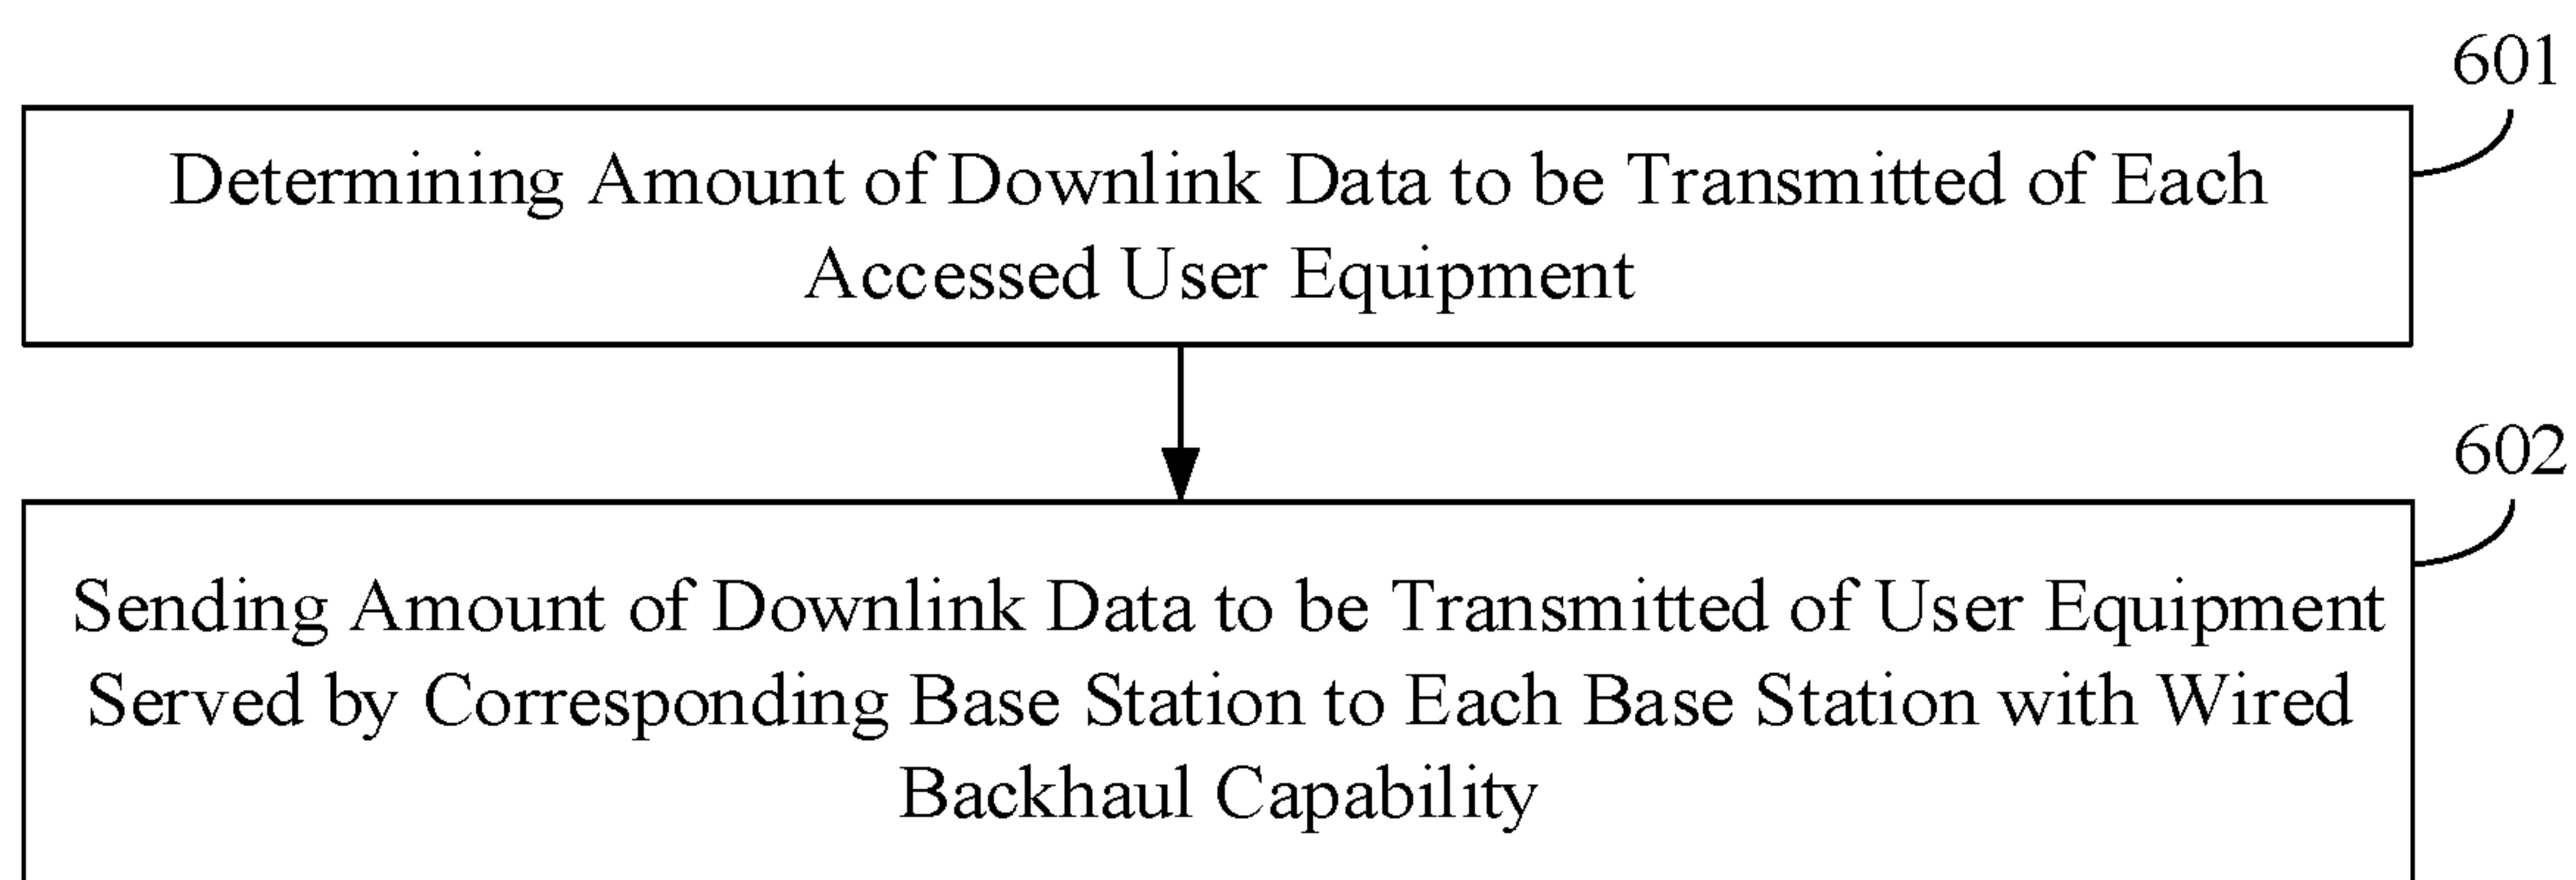 601
Determining Amount of Downlink Data to be Transmitted of Each
Accessed User Equipment
602
Sending Amount of Downlink Data to be Transmitted of User Equipment
Served by Corresponding Base Station to Each Base Station with Wired
Backhaul Capability